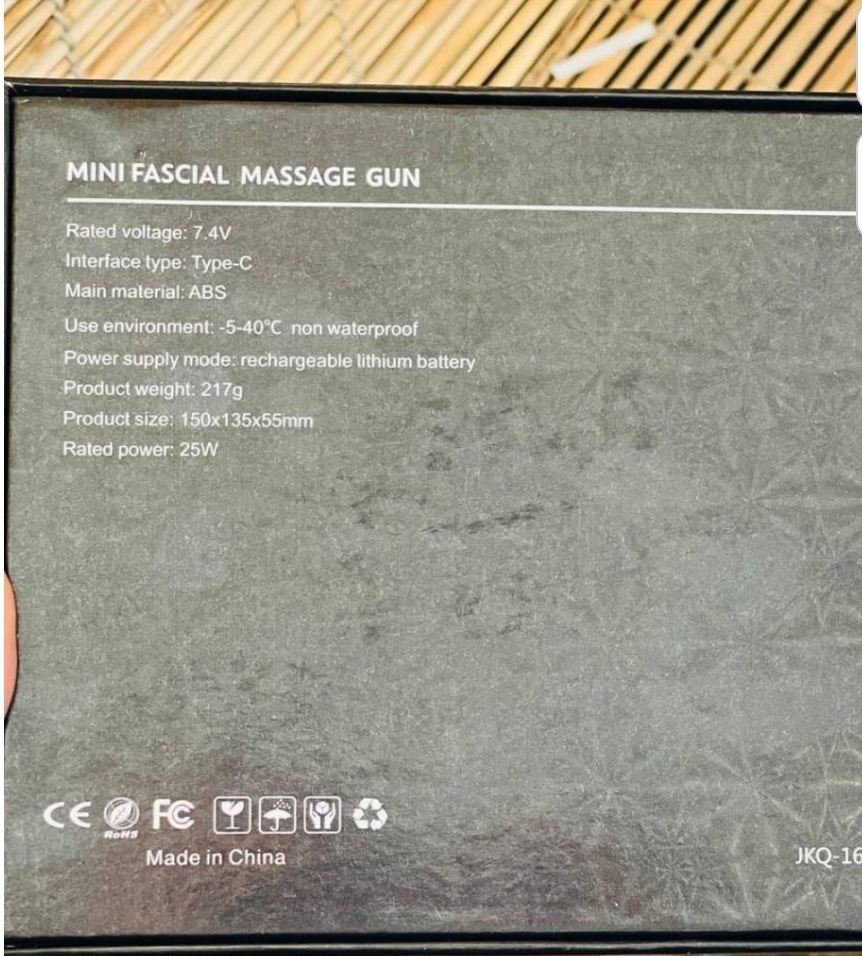 MINI FASCIAL MASSAGE GUN
Rated voltage: 7.4V
Interface type: Type-C
Main material: ABS
Use environment: -5-40℃ non waterproof
Power supply mode: rechargeable lithium battery
Product weight: 217g
Product size: 150x135x55mm
Rated power: 25W
CE RoHS FC
Made in China
JKQ-16